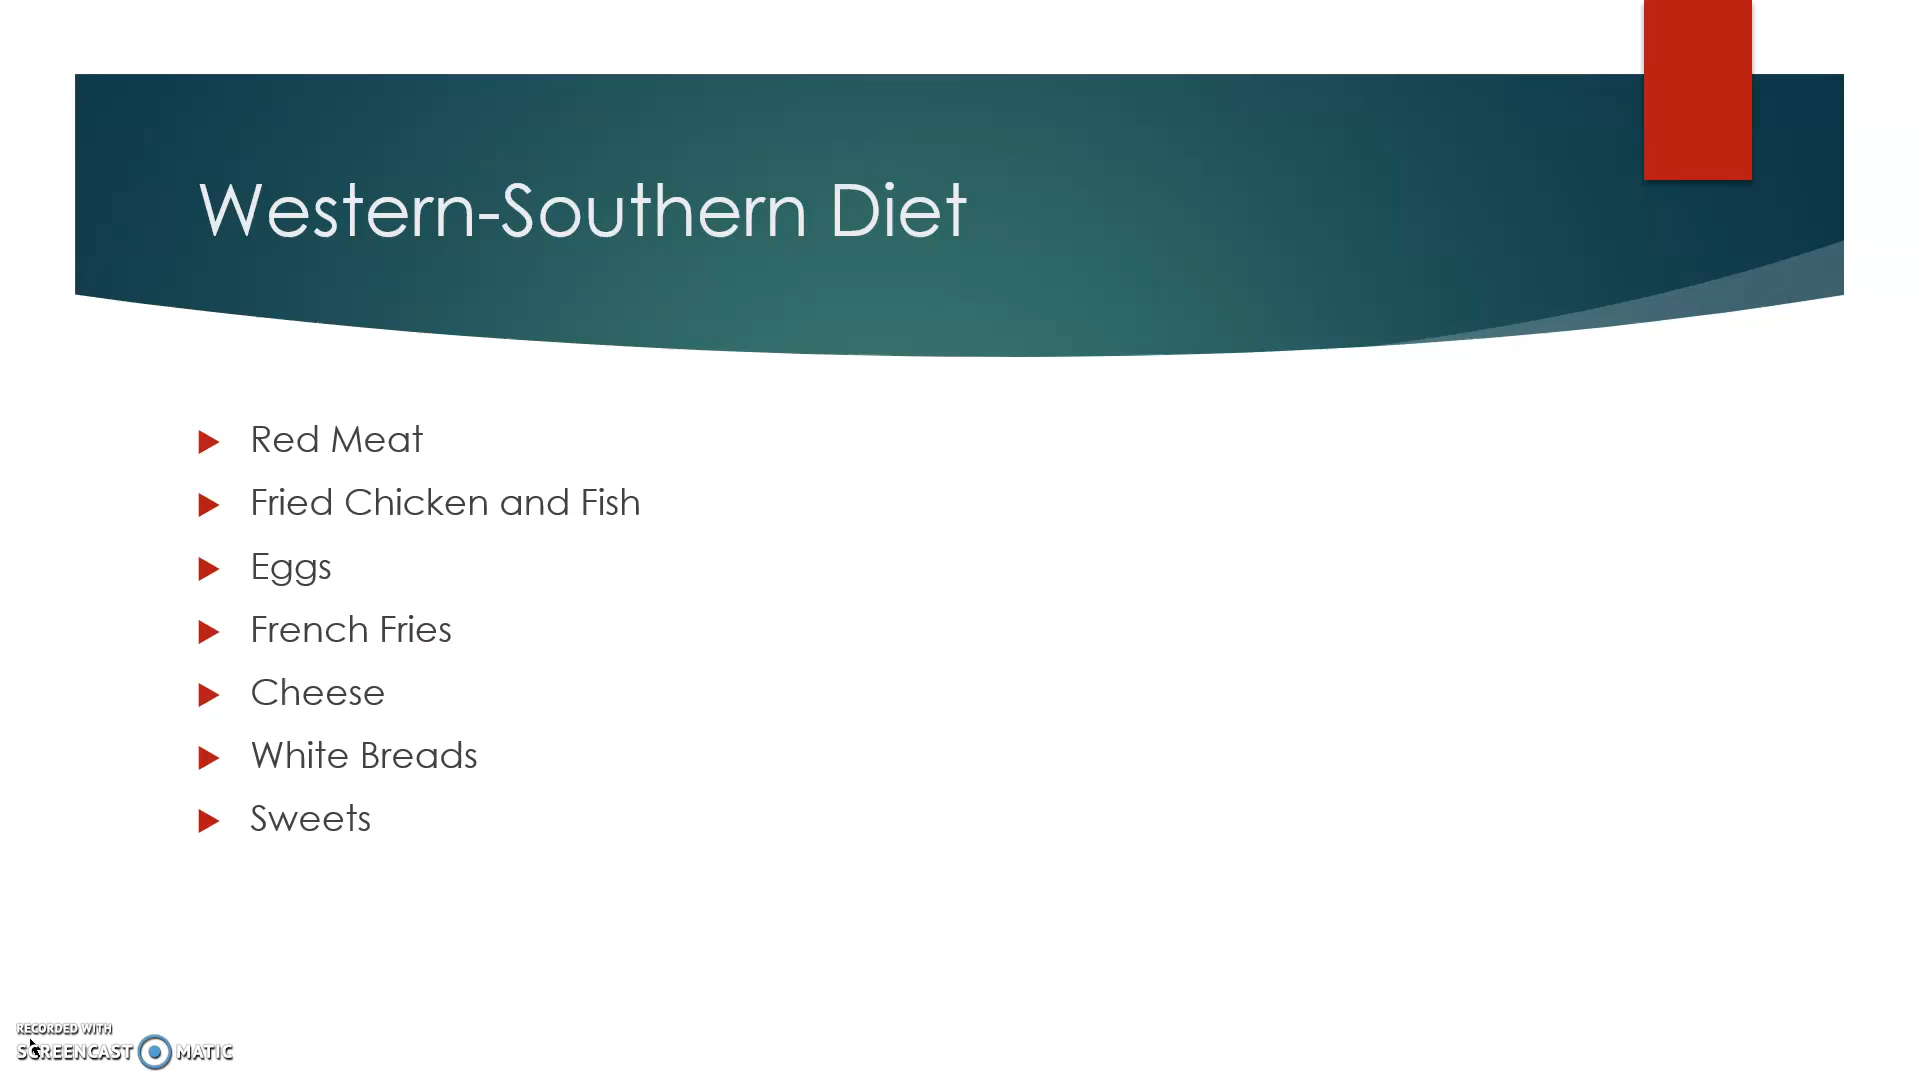 Western-Southern Diet
Red Meat
Fried Chicken and Fish
Eggs
French Fries
Cheese
White Breads
Sweets
RECORDED WITH
SCREENCAST MATIC